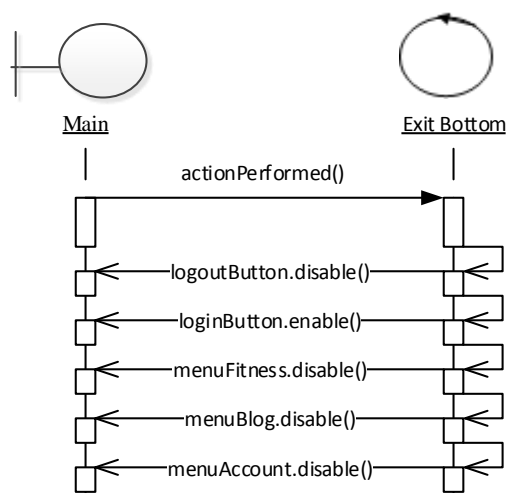 Main
Exit Bottom
actionPerformed()
logoutButton.disable()
loginButton.enable()
menuFitness.disable()
menuBlog.disable()
menuAccount.disable()